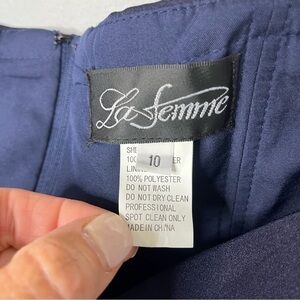 La Femme
10
100% POLYESTER
DO NOT WASH
DO NOT DRY CLEAN
PROFESSIONAL
SPOT CLEAN ONLY
MADE IN CHINA